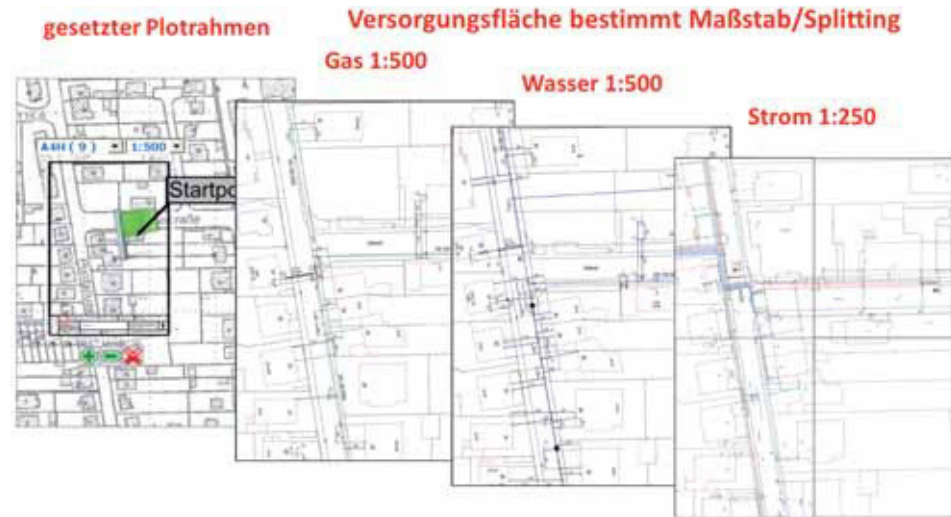 gesetzter Plotrahmen
Versorgungsfläche bestimmt Maßstab/Splitting
Gas 1:500
Wasser 1:500
Strom 1:250
A4H ( 9 )
1:500
Startpo